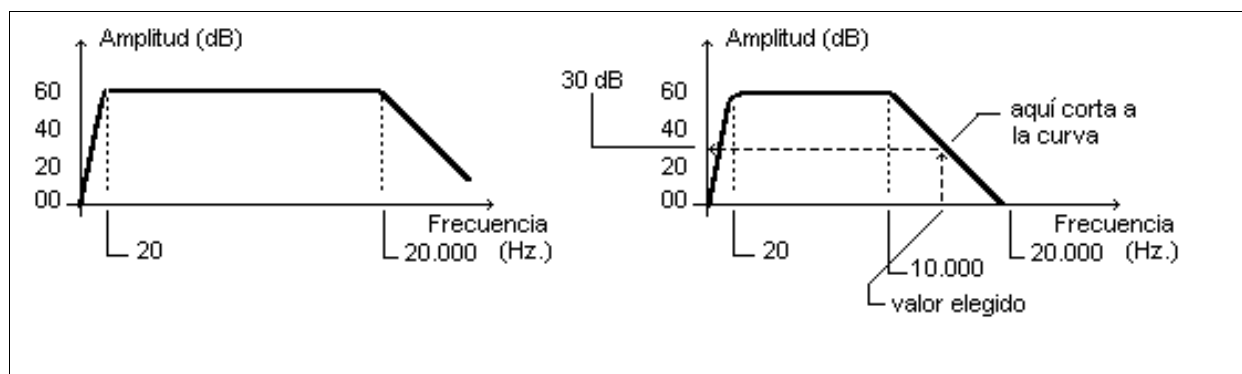 Amplitud (dB)
60
40
20
00
Frecuencia
(Hz.)
20
20.000
Amplitud (dB)
30 dB
60
40
20
00
aquí corta a
la curva
Frecuencia
(Hz.)
20
10.000
20.000
valor elegido